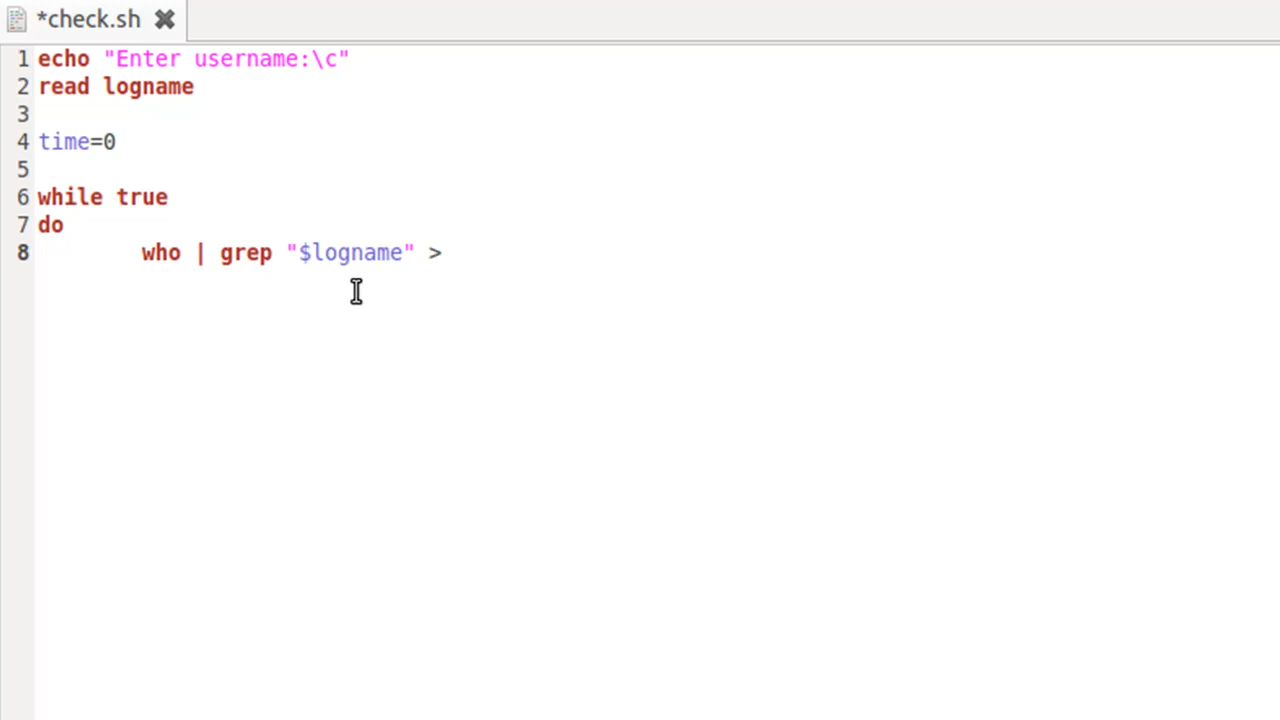 *check.sh
1 echo "Enter username:\c"
2 read logname
3
4 time=0
5
6 while true
7 do
8 who | grep "$logname" >